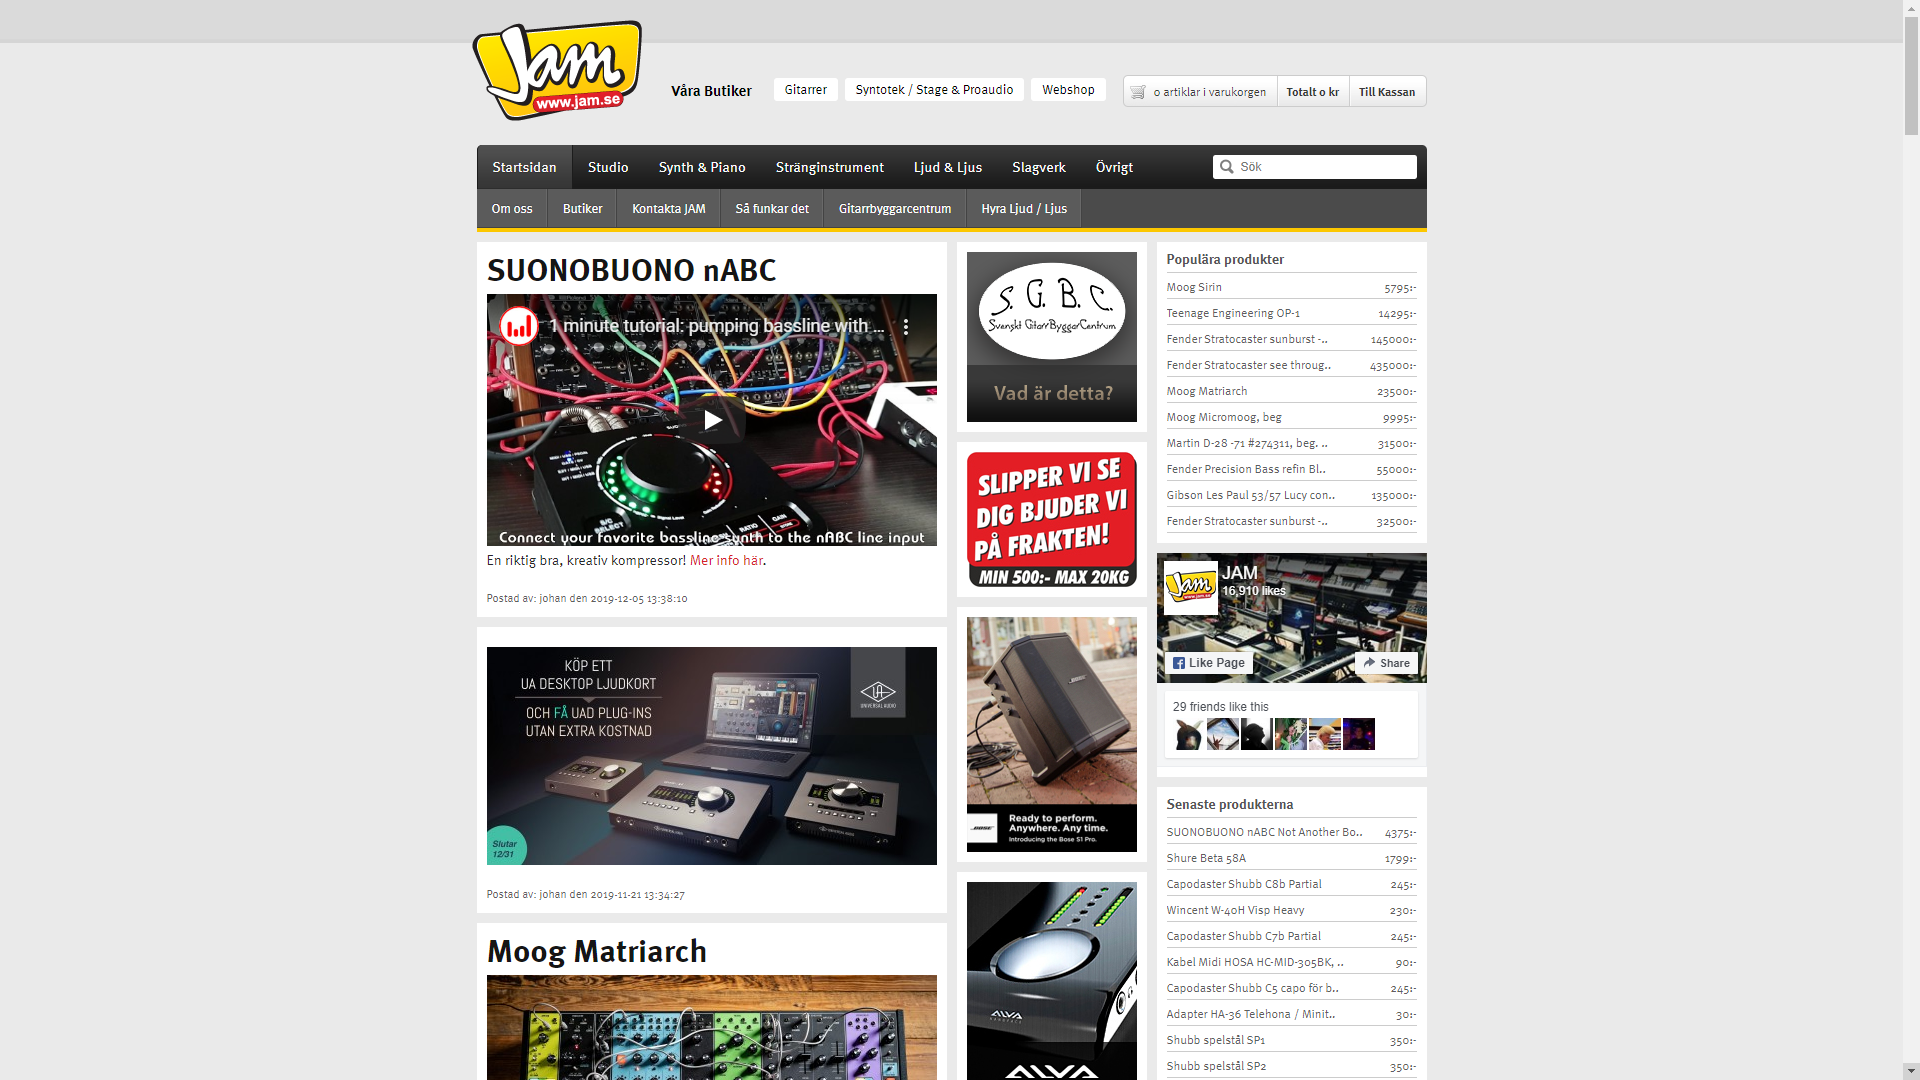 Jam
www.jam.se
Våra Butiker
Gitarrer
Syntotek / Stage & Proaudio
Webshop
0 artiklar i varukorgen
Totalt 0 kr
Till Kassan
Startsidan
Studio
Synth & Piano
Stränginstrument
Ljud & Ljus
Slagverk
Övrigt
Sök
Om oss
Butiker
Kontakta JAM
Så funkar det
Gitarrbyggarcentrum
Hyra Ljud / Ljus
SUONOBUONO nABC
1 minute tutorial: pumping bassline with ...
Connect your favorite bassline synth to the nABC line input
En riktig bra, kreativ kompressor! Mer info här.
Postad av: johan den 2019-12-05 13:38:10
KÖP ETT
UA DESKTOP LJUDKORT
OCH FÅ UAD PLUG-INS
UTAN EXTRA KOSTNAD
UNIVERSAL AUDIO
Slutar
12/31
Postad av: johan den 2019-11-21 13:34:27
Moog Matriarch
S.G.B.C.
Svenskt GitarrByggarCentrum
Vad är detta?
SLIPPER VI SE
DIG BJUDER VI
PÅ FRAKTEN!
MIN 500:- MAX 20KG
BOSE
Ready to perform.
Anywhere. Any time.
Introducing the Bose S1 Pro.
ALVA
ALVA
Populära produkter
Moog Sirin 5795:-
Teenage Engineering OP-1 14295:-
Fender Stratocaster sunburst -.. 145000:-
Fender Stratocaster see throug.. 435000:-
Moog Matriarch 23500:-
Moog Micromoog, beg 9995:-
Martin D-28 -71 #274311, beg. .. 31500:-
Fender Precision Bass refin Bl.. 55000:-
Gibson Les Paul 53/57 Lucy con.. 135000:-
Fender Stratocaster sunburst -.. 32500:-
Jam
www.jam.se
JAM
16,910 likes
Like Page
Share
29 friends like this
Senaste produkterna
SUONOBUONO nABC Not Another Bo.. 4375:-
Shure Beta 58A 1799:-
Capodaster Shubb C8b Partial 245:-
Wincent W-40H Visp Heavy 230:-
Capodaster Shubb C7b Partial 245:-
Kabel Midi HOSA HC-MID-305BK, .. 90:-
Capodaster Shubb C5 capo för b.. 245:-
Adapter HA-36 Telehona / Minit.. 30:-
Shubb spelstål SP1 350:-
Shubb spelstål SP2 350:-